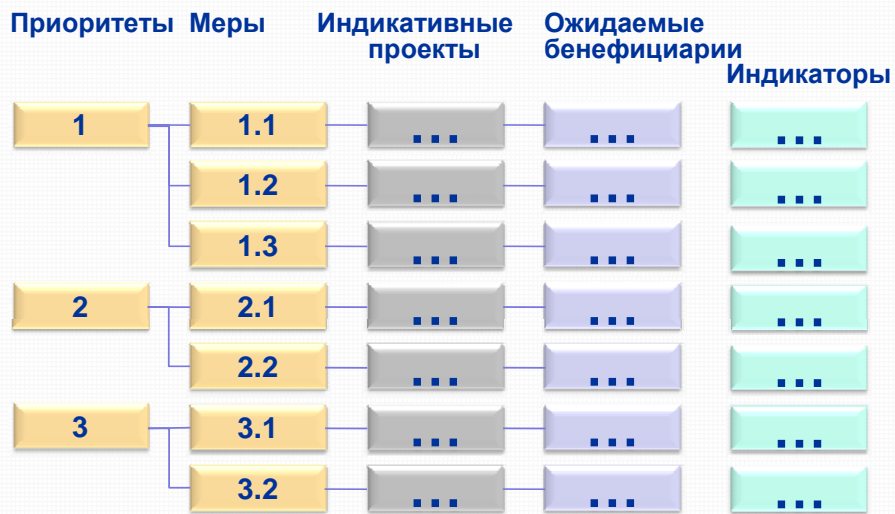 Приоритеты Меры Индикативные Ожидаемые
проекты бенефициарии
Индикаторы
1 1.1 ... ... ...
1.2 ... ... ...
1.3 ... ... ...
2 2.1 ... ... ...
2.2 ... ... ...
3 3.1 ... ... ...
3.2 ... ... ...